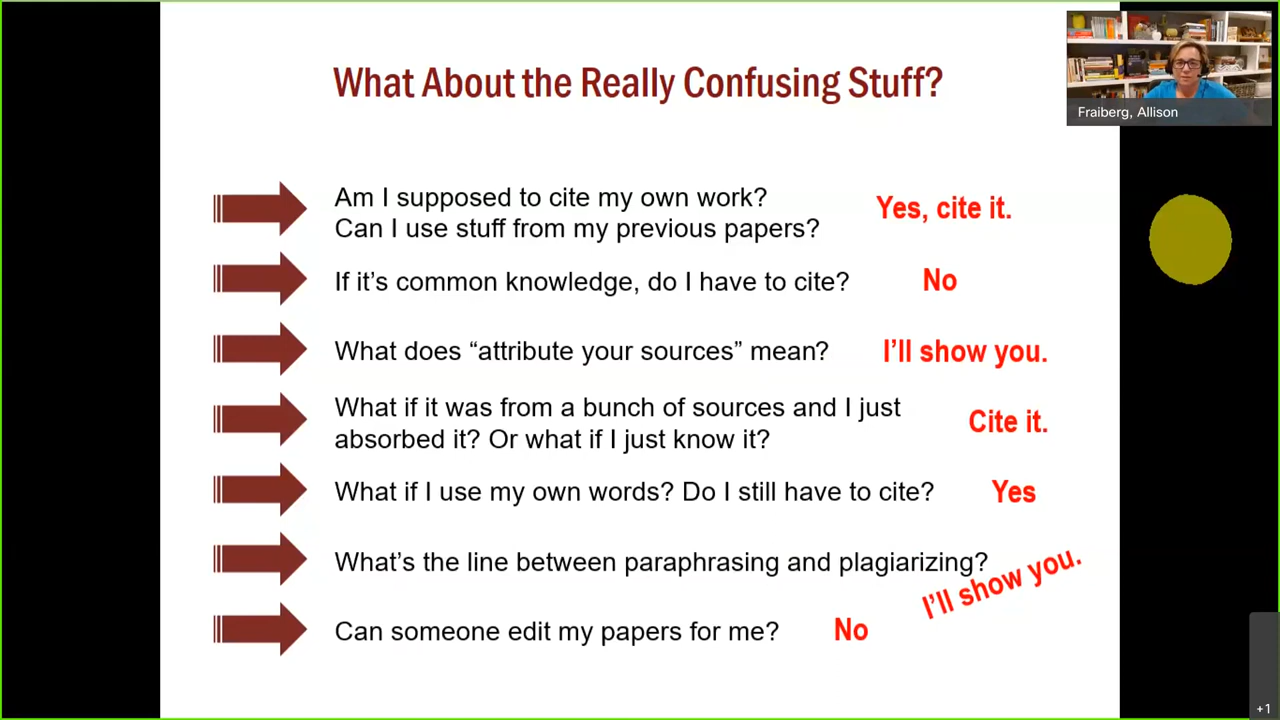 What About the Really Confusing Stuff?
Fraiberg, Allison
Am I supposed to cite my own work?
Can I use stuff from my previous papers?
Yes, cite it.
If it's common knowledge, do I have to cite?
No
What does “attribute your sources” mean?
I'll show you.
What if it was from a bunch of sources and I just
absorbed it? Or what if I just know it?
Cite it.
What if I use my own words? Do I still have to cite?
Yes
What's the line between paraphrasing and plagiarizing?
I'll show you.
Can someone edit my papers for me?
No
+1